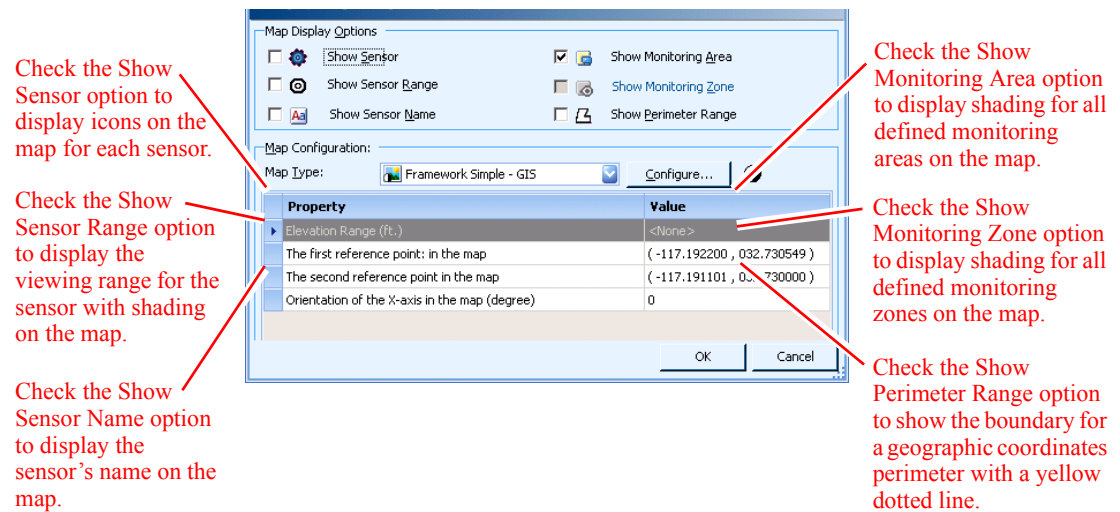 Map Display Options
Show Sensor
Show Monitoring Area
Show Sensor Range
Show Monitoring Zone
Aa Show Sensor Name
Show Perimeter Range
Map Configuration:
Map Type: Framework Simple - GIS Configure...
Property Value
Elevation Range (ft.) <None>
The first reference point: in the map ( -117.192200 , 032.730549 )
The second reference point in the map ( -117.191101 , 730000 )
Orientation of the X-axis in the map (degree) 0
OK Cancel
Check the Show
Sensor option to
display icons on the
map for each sensor.
Check the Show
Sensor Range option
to display the
viewing range for the
sensor with shading
on the map.
Check the Show
Sensor Name option
to display the
sensor’s name on the
map.
Check the Show
Monitoring Area option
to display shading for all
defined monitoring
areas on the map.
Check the Show
Monitoring Zone option
to display shading for all
defined monitoring
zones on the map.
Check the Show
Perimeter Range option
to show the boundary for
a geographic coordinates
perimeter with a yellow
dotted line.